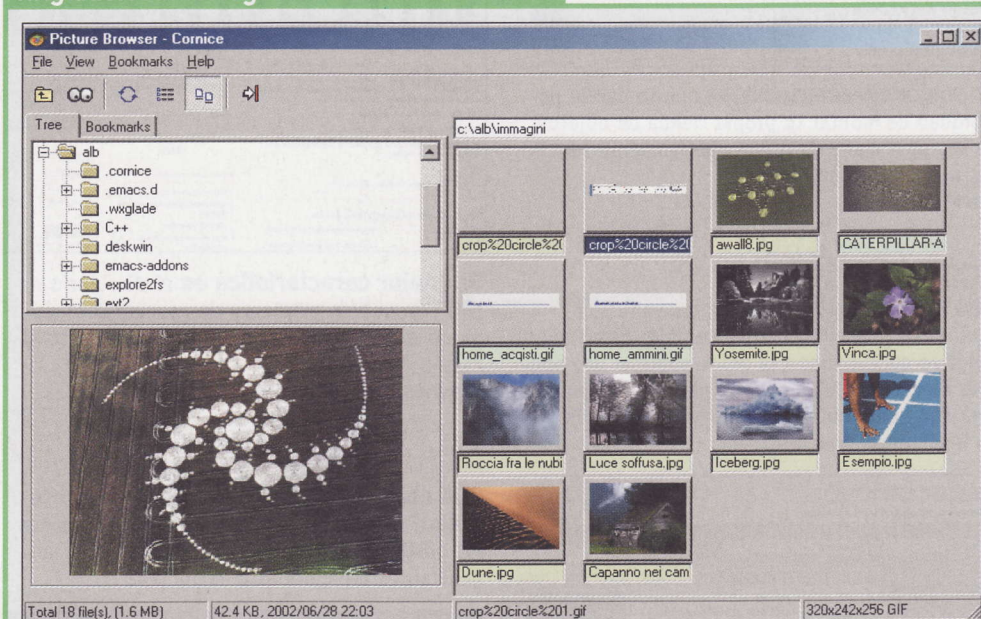 Picture Browser - Cornice
File View Bookmarks Help
Tree Bookmarks
c:\alb\immagini
alb
.cornice
.emacs.d
.wxglade
C++
deskwin
emacs-addons
explore2fs
ext2
crop%20circle%20(
crop%20circle%20(
awall8.jpg
CATERPILLAR-A
home_acqisti.gif
home_ammini.gif
Yosemite.jpg
Vinca.jpg
Roccia fra le nubi
Luce soffusa.jpg
Iceberg.jpg
Esempio.jpg
Dune.jpg
Capanno nei cam
Total 18 file(s), (1.6 MB)
42.4 KB, 2002/06/28 22:03
crop%20circle%201.gif
320x242x256 GIF